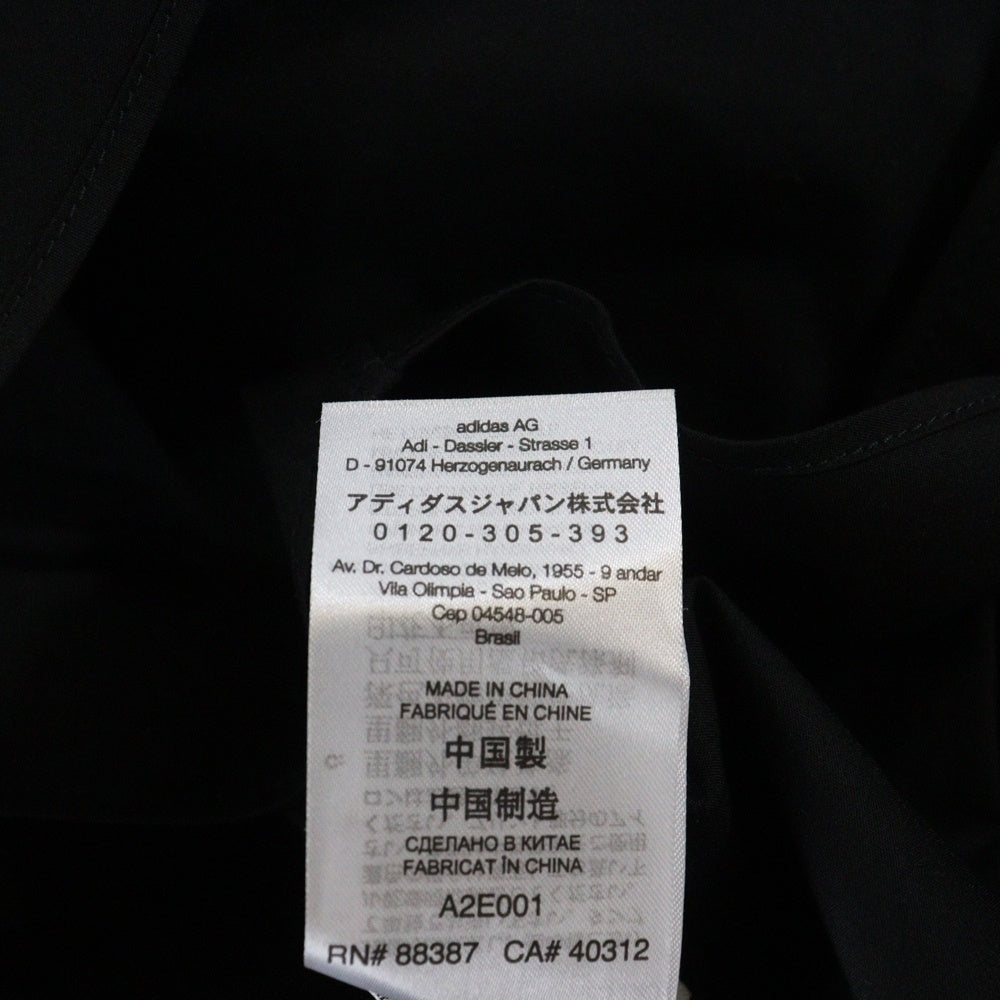 adidas AG
Adi - Dassler - Strasse 1
D - 91074 Herzogenaurach / Germany
アディダスジャパン株式会社
0120-305-393
Av. Dr. Cardoso de Melo, 1955 - 9 andar
Vila Olimpia - Sao Paulo - SP
Cep 04548-005
Brasil
MADE IN CHINA
FABRIQUÉ EN CHINE
中国製
中国制造
СДЕЛАНО В КИТАЕ
FABRICAT ÎN CHINA
A2E001
RN# 88387 CA# 40312